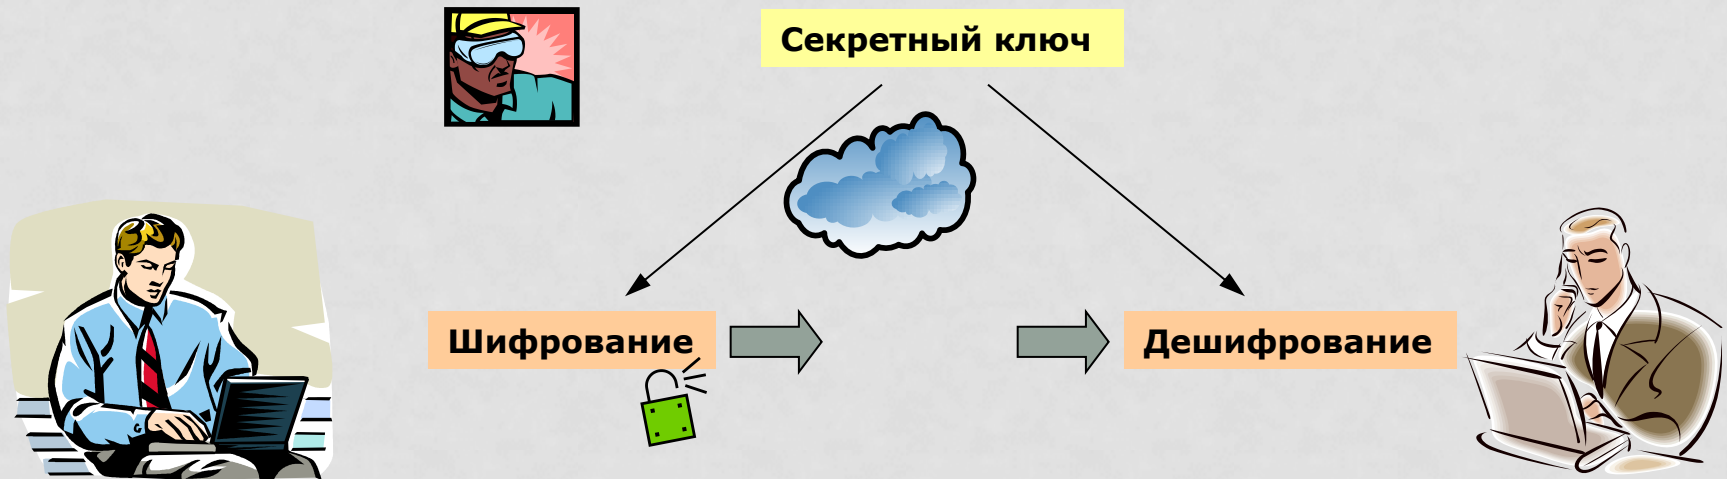 Секретный ключ
Шифрование
Дешифрование